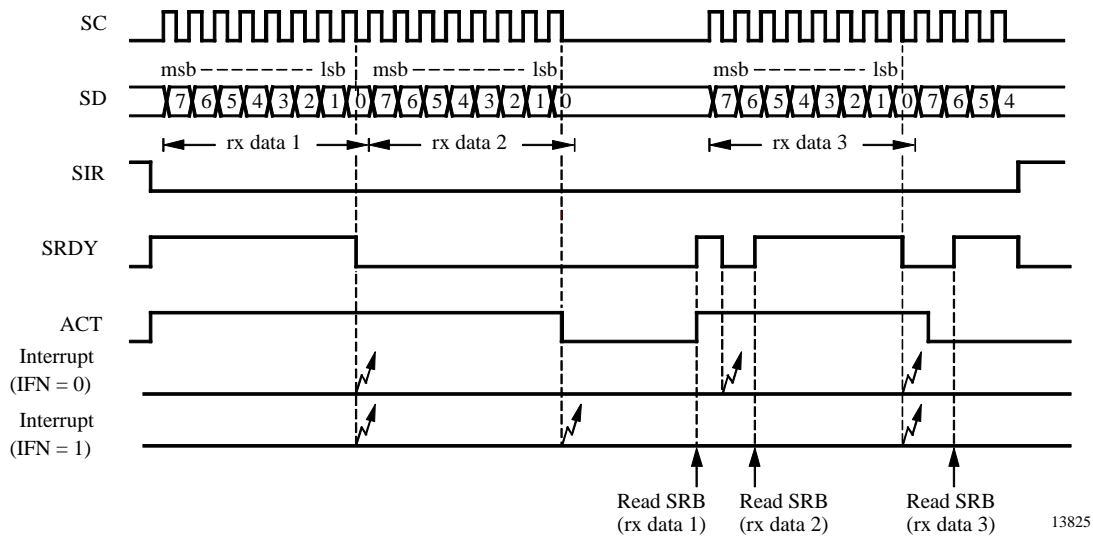 SC
msb lsb msb lsb msb lsb
SD 7 6 5 4 3 2 1 0 7 6 5 4 3 2 1 0 7 6 5 4 3 2 1 0 7 6 5 4
rx data 1 rx data 2 rx data 3
SIR
SRDY
ACT
Interrupt
(IFN = 0)
Interrupt
(IFN = 1)
Read SRB
(rx data 1)
Read SRB
(rx data 2)
Read SRB
(rx data 3)
13825